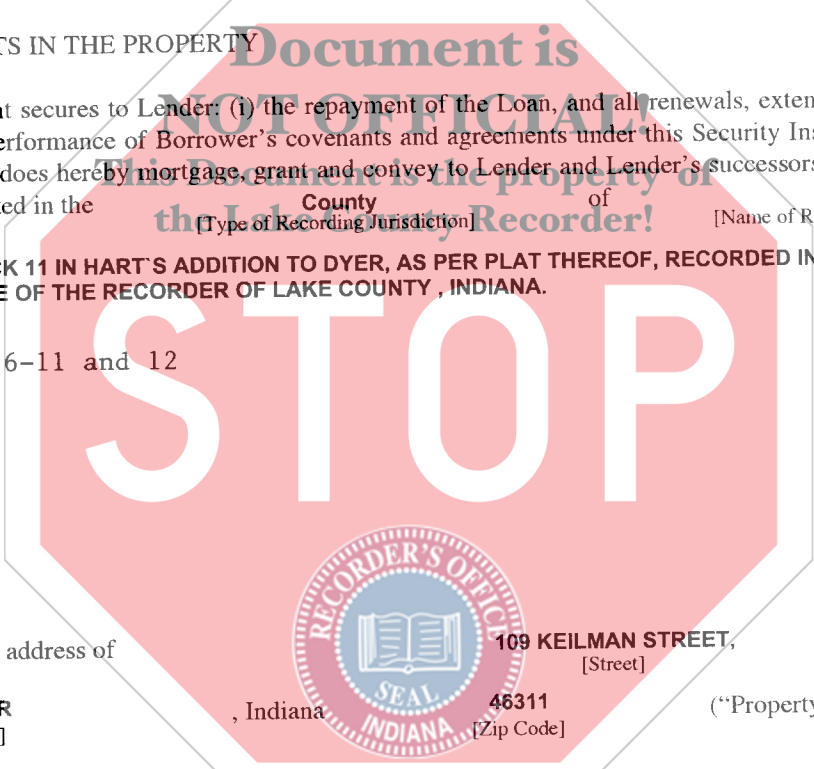 TS IN THE PROPERTY
Document is
NOT OFFICIAL!
t secures to Lender: (i) the repayment of the Loan, and all renewals, exten
erformance of Borrower's covenants and agreements under this Security Ins
This Document is the property of
does hereby mortgage, grant and convey to Lender and Lender's successors
the Lake County Recorder!
ed in the County of
[Type of Recording Jurisdiction] [Name of R
CK 11 IN HART`S ADDITION TO DYER, AS PER PLAT THEREOF, RECORDED IN
E OF THE RECORDER OF LAKE COUNTY , INDIANA.
6-11 and 12
STOP
RECORDER'S OFFICE
SEAL
INDIANA
address of 109 KEILMAN STREET,
[Street]
R , Indiana 46311 ("Property
] [Zip Code]